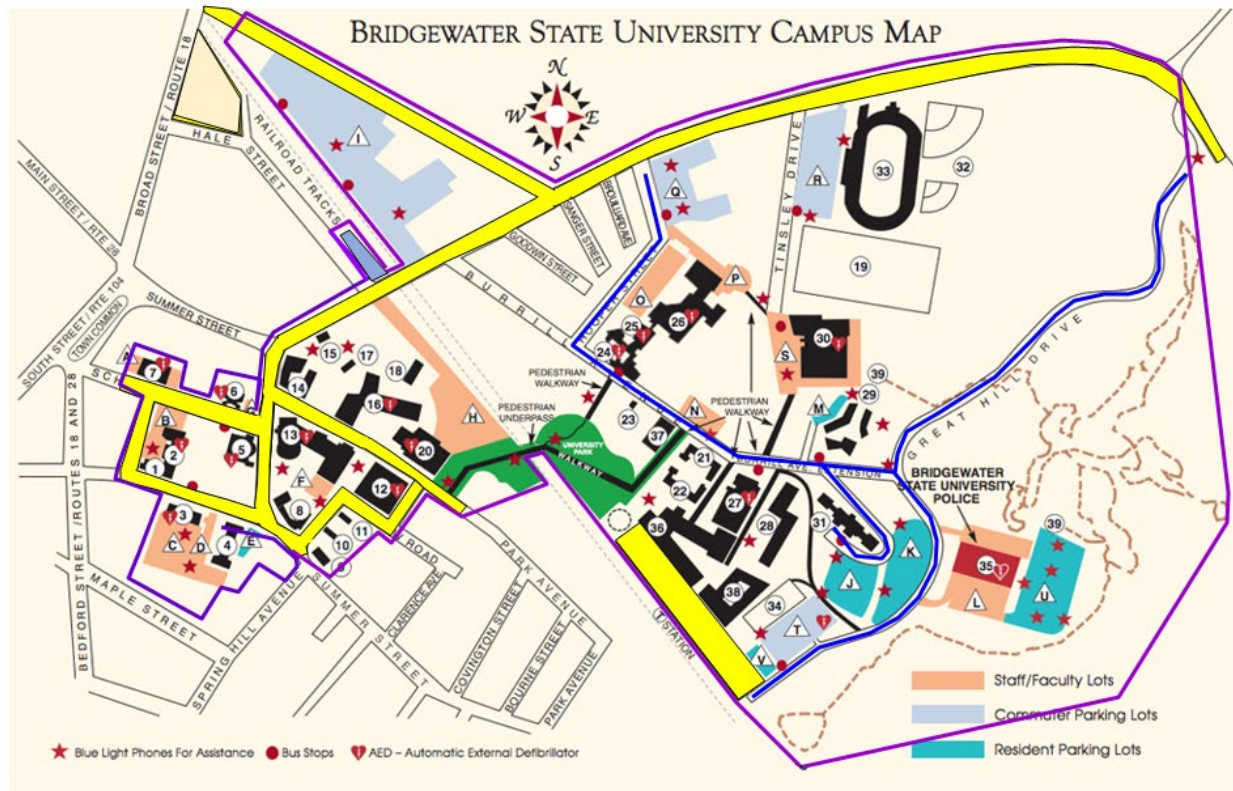 BRIDGEWATER STATE UNIVERSITY CAMPUS MAP
N
W E
S
BROAD STREET / ROUTE 18
HALE STREET
RAILROAD TRACKS
MAIN STREET / RTE 28
SOUTH STREET / RTE 104
TOWN COMMON
SUMMER STREET
BEDFORD STREET / ROUTES 18 AND 28
MAPLE STREET
SPRING HILL AVENUE
SUMMER STREET
CLARENCE AVE
COVINGTON STREET
BOURNE STREET
PARK AVENUE
PARK AVENUE
GOODWIN STREET
SANGER STREET
TINSLEY DRIVE
GREAT HILL DRIVE
PEDESTRIAN
WALKWAY
PEDESTRIAN
UNDERPASS
PEDESTRIAN
WALKWAY
UNIVERSITY
PARK
WALKWAY
T STATION
BRIDGEWATER
STATE UNIVERSITY
POLICE
I
Q
R
33
32
19
P
O
26
25
24
S
30
39
29
M
N
23
37
21
22
27
28
31
36
38
34
T
V
J
K
35
L
39
U
15
17
18
14
16
H
20
13
12
F
8
11
10
A
7
6
B
2
1
5
3
C
D
4
E
Staff/Faculty Lots
Commuter Parking Lots
Resident Parking Lots
Blue Light Phones For Assistance
Bus Stops
AED – Automatic External Defibrillator